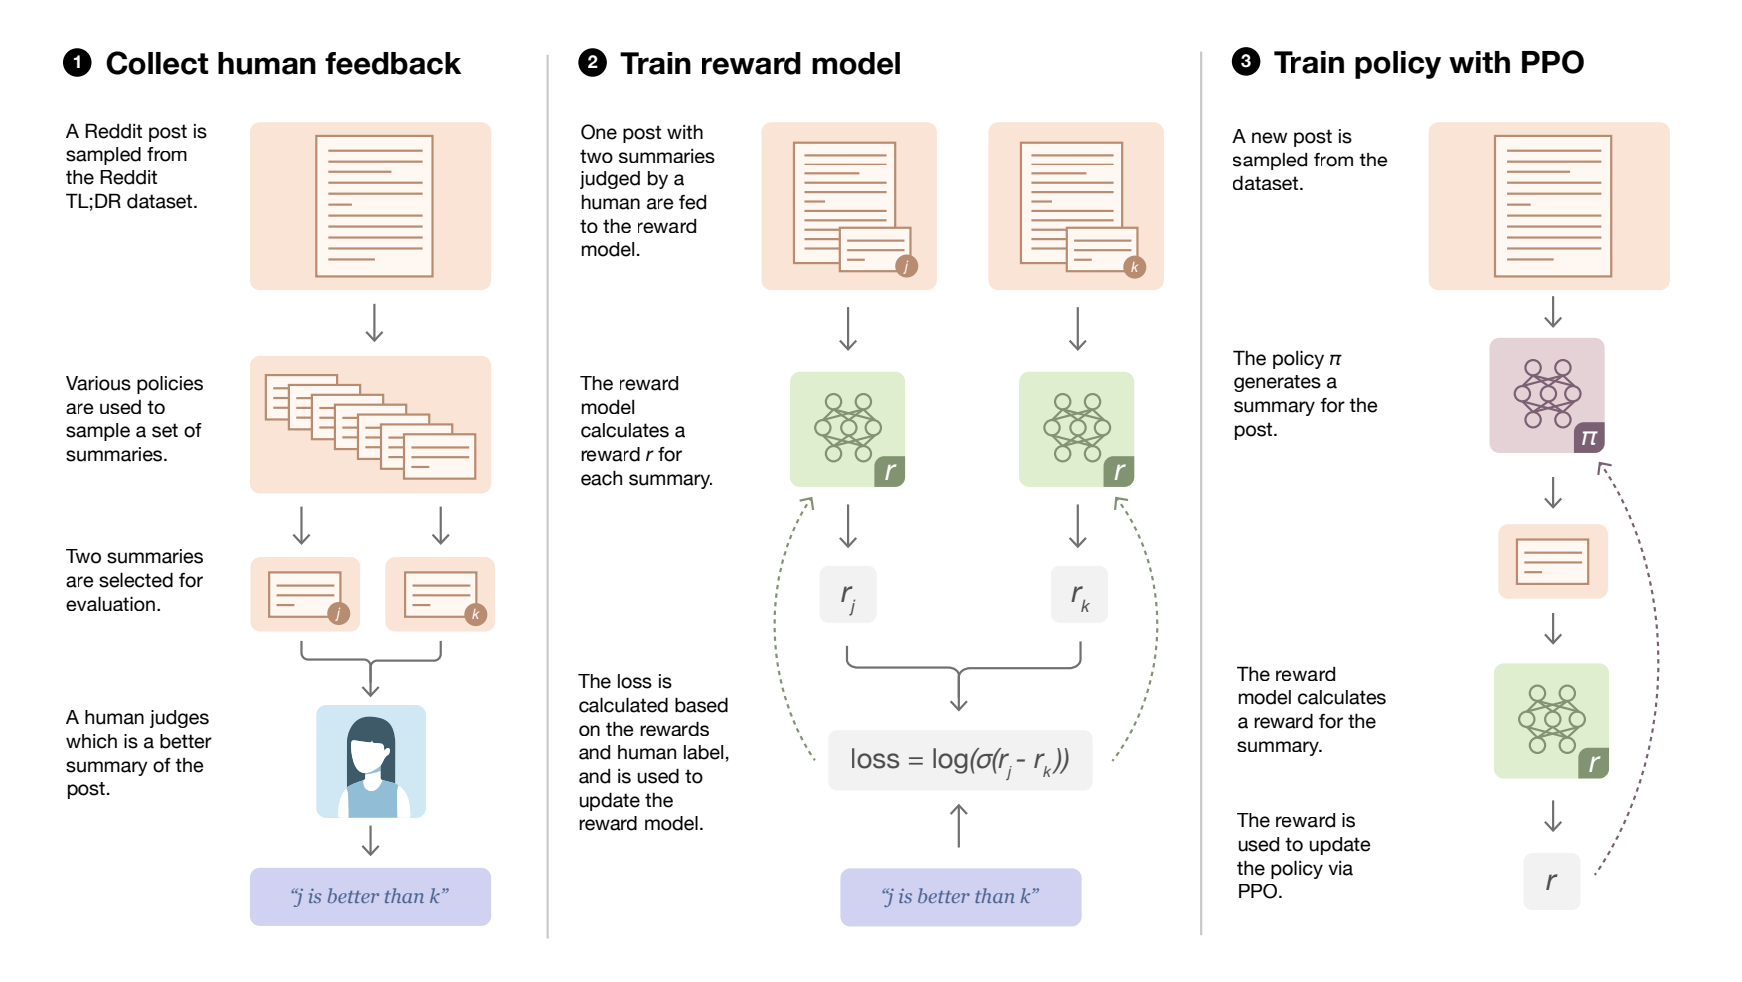 1 Collect human feedback
A Reddit post is
sampled from
the Reddit
TL;DR dataset.
Various policies
are used to
sample a set of
summaries.
Two summaries
are selected for
evaluation.
j
k
A human judges
which is a better
summary of the
post.
“j is better than k”
2 Train reward model
One post with
two summaries
judged by a
human are fed
to the reward
model.
j
k
The reward
model
calculates a
reward r for
each summary.
r
r
r_j
r_k
The loss is
calculated based
on the rewards
and human label,
and is used to
update the
reward model.
loss = log(σ(r_j - r_k))
“j is better than k”
3 Train policy with PPO
A new post is
sampled from the
dataset.
The policy π
generates a
summary for the
post.
π
The reward
model calculates
a reward for the
summary.
r
The reward is
used to update
the policy via
PPO.
r